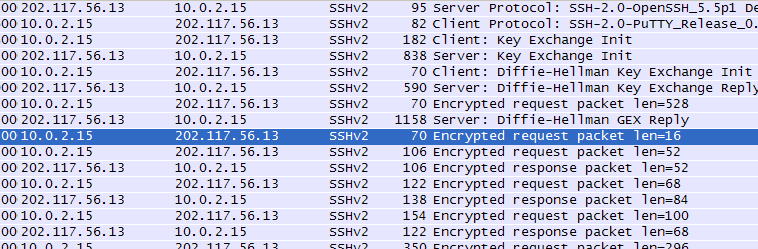 00 202.117.56.13 10.0.2.15 SSHv2 95 Server Protocol: SSH-2.0-OpenSSH_5.5p1 De
00 10.0.2.15 202.117.56.13 SSHv2 82 Client Protocol: SSH-2.0-PuTTY_Release_0.
00 10.0.2.15 202.117.56.13 SSHv2 182 Client: Key Exchange Init
00 202.117.56.13 10.0.2.15 SSHv2 838 Server: Key Exchange Init
00 10.0.2.15 202.117.56.13 SSHv2 70 Client: Diffie-Hellman Key Exchange Init
00 202.117.56.13 10.0.2.15 SSHv2 590 Server: Diffie-Hellman Key Exchange Reply
00 10.0.2.15 202.117.56.13 SSHv2 70 Encrypted request packet len=528
00 202.117.56.13 10.0.2.15 SSHv2 1158 Server: Diffie-Hellman GEX Reply
00 10.0.2.15 202.117.56.13 SSHv2 70 Encrypted request packet len=16
00 10.0.2.15 202.117.56.13 SSHv2 106 Encrypted request packet len=52
00 202.117.56.13 10.0.2.15 SSHv2 106 Encrypted response packet len=52
00 10.0.2.15 202.117.56.13 SSHv2 122 Encrypted request packet len=68
00 202.117.56.13 10.0.2.15 SSHv2 138 Encrypted response packet len=84
00 10.0.2.15 202.117.56.13 SSHv2 154 Encrypted request packet len=100
00 202.117.56.13 10.0.2.15 SSHv2 122 Encrypted response packet len=68
00 10.0.2.15 202.117.56.13 SSHv2 350 Encrypted request packet len=296